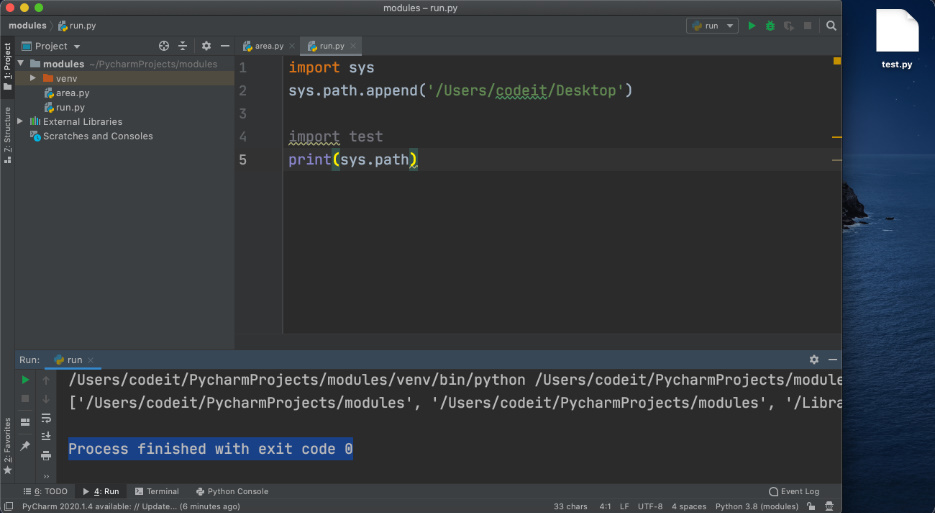 modules – run.py
modules run.py
run
Project
area.py
run.py
1: Project
modules ~/PycharmProjects/modules
venv
area.py
run.py
External Libraries
Scratches and Consoles
Z: Structure
2: Favorites
1 import sys
2 sys.path.append('/Users/codeit/Desktop')
3
4 import test
5 print(sys.path)
test.py
Run: run
/Users/codeit/PycharmProjects/modules/venv/bin/python /Users/codeit/PycharmProjects/module
['/Users/codeit/PycharmProjects/modules', '/Users/codeit/PycharmProjects/modules', '/Libra
Process finished with exit code 0
6: TODO 4: Run Terminal Python Console Event Log
PyCharm 2020.1.4 available: // Update... (6 minutes ago) 33 chars 4:1 LF UTF-8 4 spaces Python 3.8 (modules)